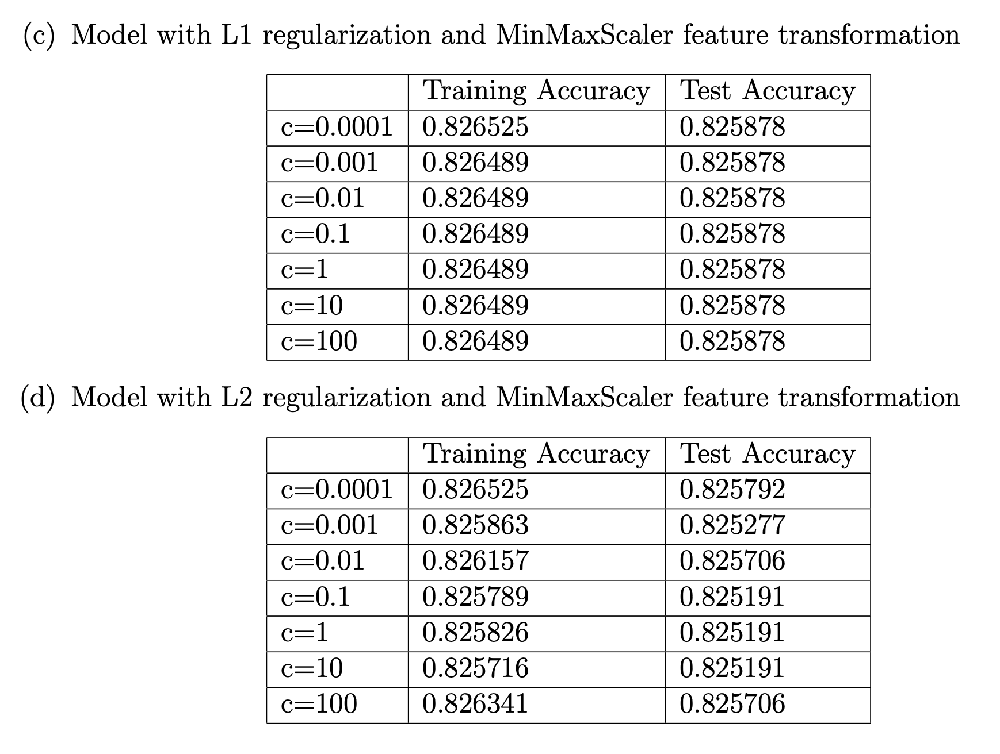 (c) Model with L1 regularization and MinMaxScaler feature transformation
Training Accuracy Test Accuracy
c=0.0001 0.826525 0.825878
c=0.001 0.826489 0.825878
c=0.01 0.826489 0.825878
c=0.1 0.826489 0.825878
c=1 0.826489 0.825878
c=10 0.826489 0.825878
c=100 0.826489 0.825878
(d) Model with L2 regularization and MinMaxScaler feature transformation
Training Accuracy Test Accuracy
c=0.0001 0.826525 0.825792
c=0.001 0.825863 0.825277
c=0.01 0.826157 0.825706
c=0.1 0.825789 0.825191
c=1 0.825826 0.825191
c=10 0.825716 0.825191
c=100 0.826341 0.825706